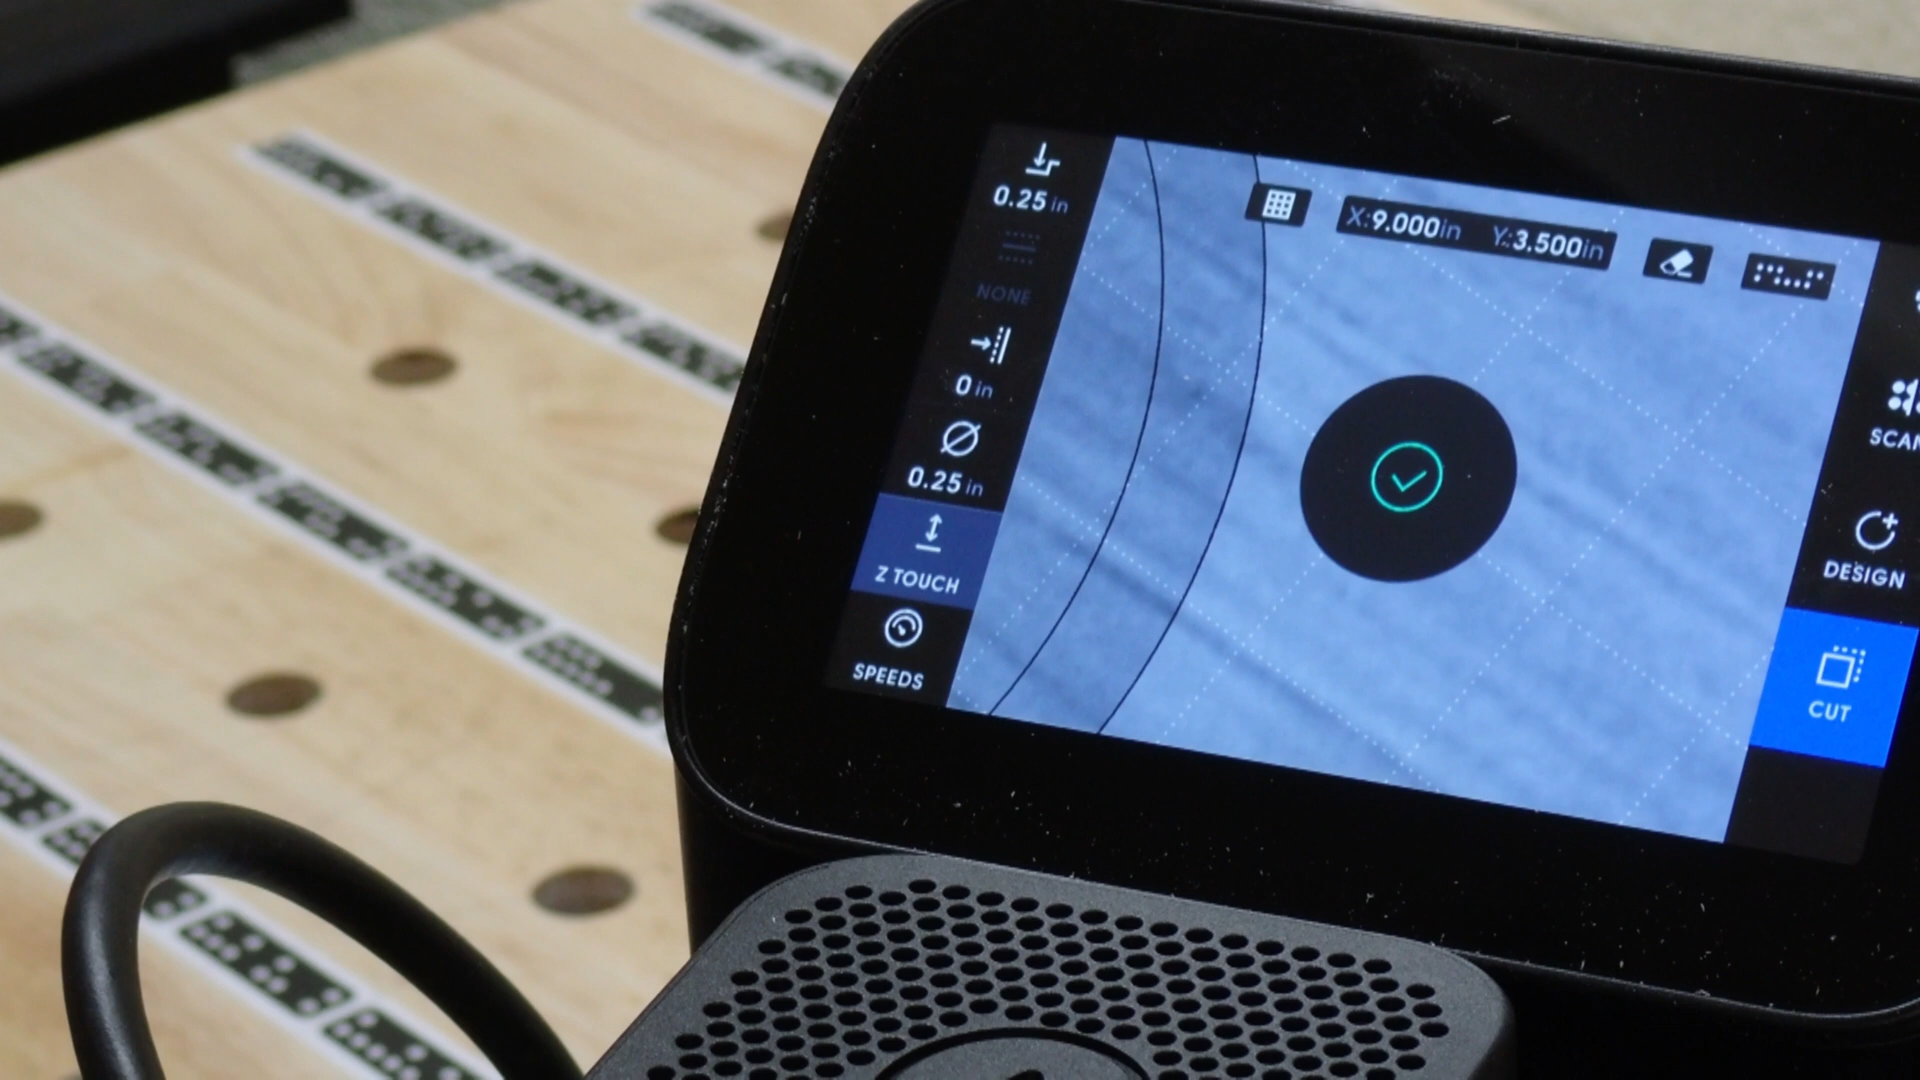 0.25 in
NONE
0 in
0.25 in
Z TOUCH
SPEEDS
X:9.000in Y:3.500in
SCAN
DESIGN
CUT